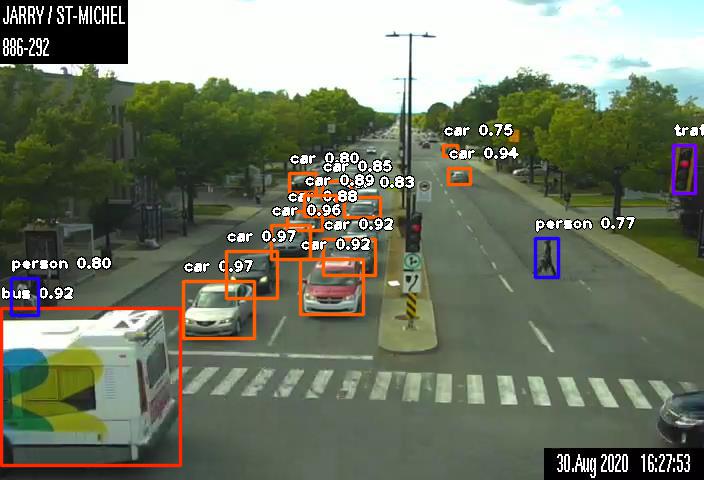 JARRY / ST-MICHEL
886-292
car 0.75
traf
car 0.80
car 0.94
0.85
car 0.89
0.83
0.88
car 0.96
car 0.92
person 0.77
car 0.97
car 0.92
person 0.80
car 0.97
bus 0.92
30.Aug 2020 16:27:53